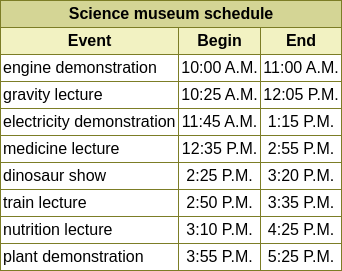 Science museum schedule
Event Begin End
engine demonstration 10:00 A.M. 11:00 A.M.
gravity lecture 10:25 A.M. 12:05 P.M.
electricity demonstration 11:45 A.M. 1:15 P.M.
medicine lecture 12:35 P.M. 2:55 P.M.
dinosaur show 2:25 P.M. 3:20 P.M.
train lecture 2:50 P.M. 3:35 P.M.
nutrition lecture 3:10 P.M. 4:25 P.M.
plant demonstration 3:55 P.M. 5:25 P.M.